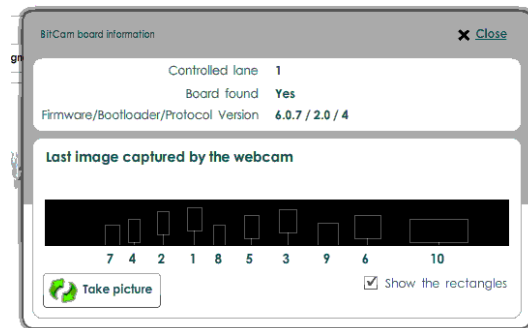 BitCam board information
Close
gn
Controlled lane 1
Board found Yes
Firmware/Bootloader/Protocol Version 6.0.7 / 2.0 / 4
Last image captured by the webcam
7 4 2 1 8 5 3 9 6 10
Take picture
Show the rectangles